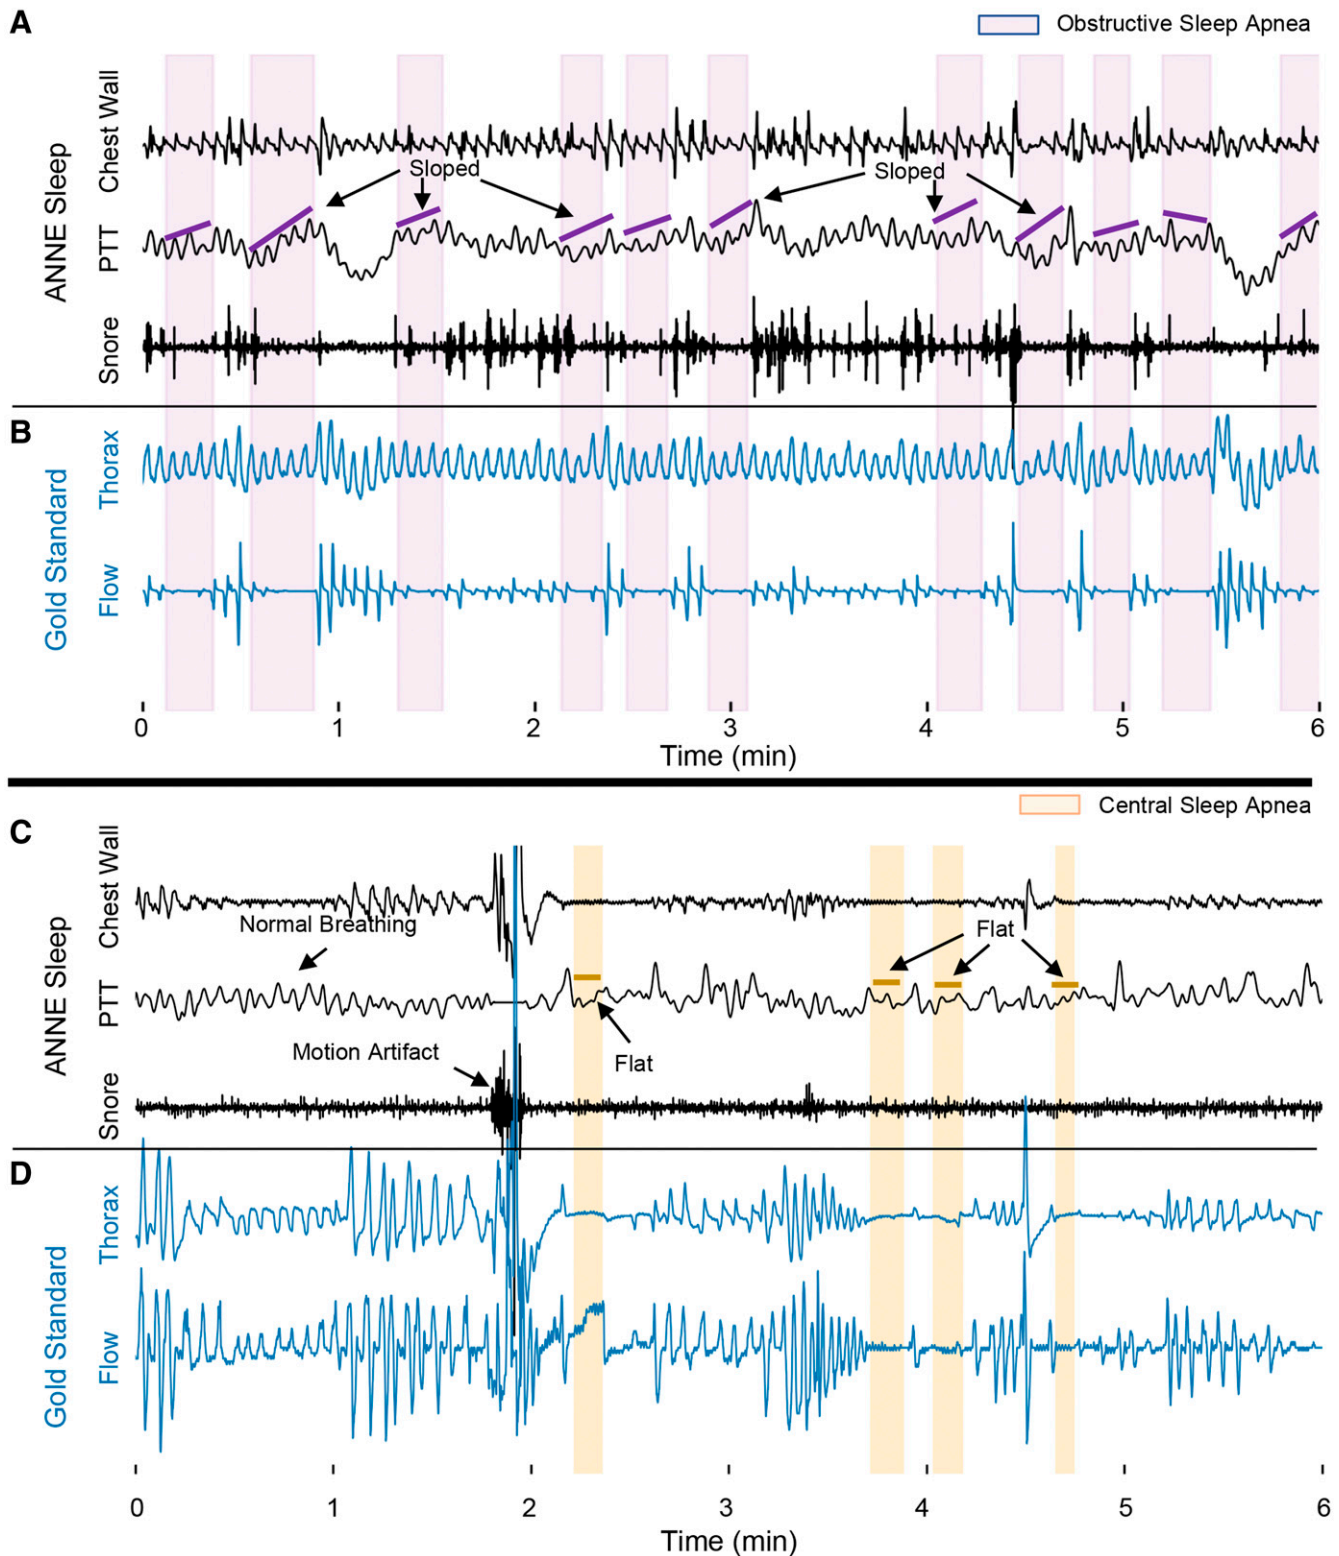 A
Obstructive Sleep Apnea
ANNE Sleep
Chest Wall
Sloped
Sloped
PTT
Snore
B
Gold Standard
Thorax
Flow
0 1 2 3 4 5 6
Time (min)
Central Sleep Apnea
C
ANNE Sleep
Chest Wall
Normal Breathing
Flat
PTT
Motion Artifact
Flat
Snore
D
Gold Standard
Thorax
Flow
0 1 2 3 4 5 6
Time (min)